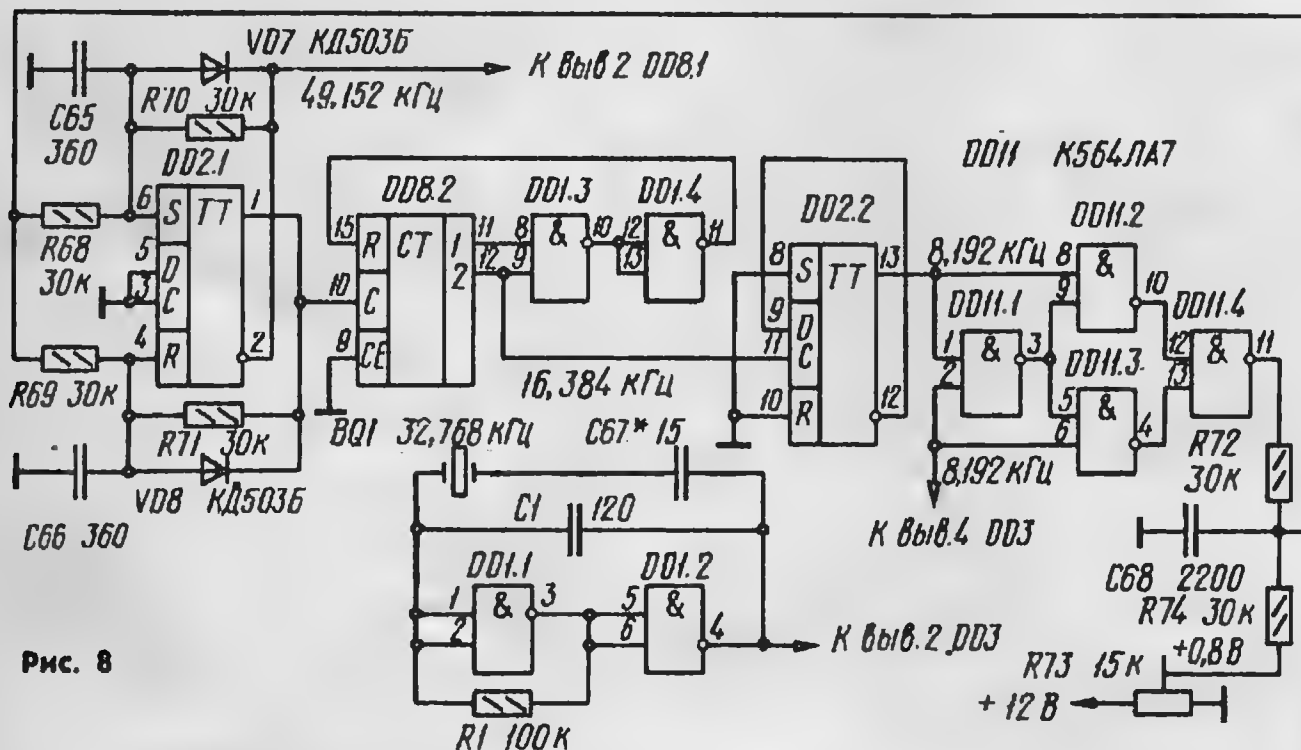 VD7 КД503Б
К выв 2 DD8.1
49,152 кГц
R70 30к
C65
360
DD2.1
6 S TT 1
5 D
3 C
4 R 2
R68
30к
R69 30к
R71 30к
VD8 КД503Б
C66 360
DD8.2
15 R CT 1 11
2 12
10 C
9 CE
DD1.3
8 & 10
9
DD1.4
12 11
13
16,384 кГц
DD2.2
8 S TT 13
9 D
11 C
10 R 12
DD11 К564ЛА7
8,192 кГц
DD11.2
8 & 10
9
DD11.1
1 & 3
2
DD11.3
5 & 4
6
DD11.4
12 & 11
13
8,192 кГц
К выв.4 DD3
R72
30к
C68 2200
R74 30к
+0,8 В
R73 15к
+12 В
BQ1 32,768 кГц
C67* 15
C1 120
DD1.1
1 & 3
2
DD1.2
5 & 4
6
К выв.2 DD3
R1 100к
Рис. 8